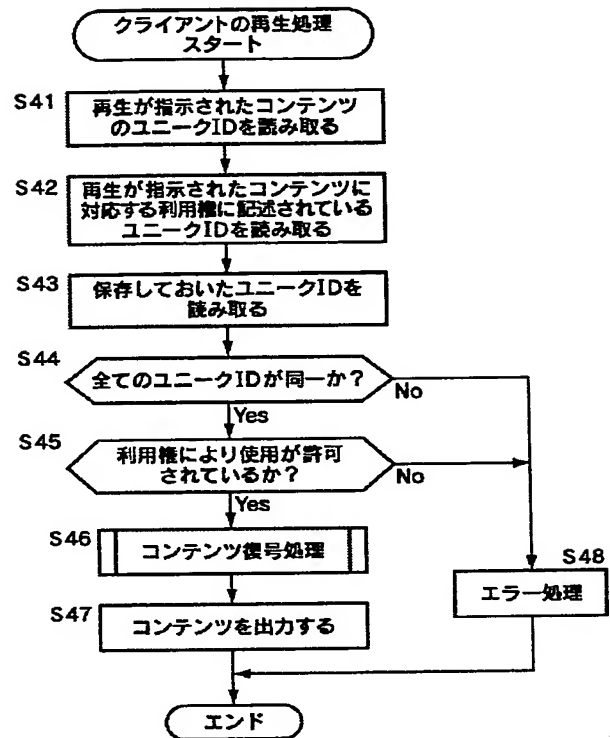 クライアントの再生処理
スタート
S41
再生が指示されたコンテンツ
のユニークIDを読み取る
S42
再生が指示されたコンテンツに
対応する利用権に記述されている
ユニークIDを読み取る
S43
保存しておいたユニークIDを
読み取る
S44
全てのユニークIDが同一か?
No
Yes
S45
利用権により使用が許可
されているか?
No
Yes
S46
コンテンツ復号処理
S48
エラー処理
S47
コンテンツを出力する
エンド